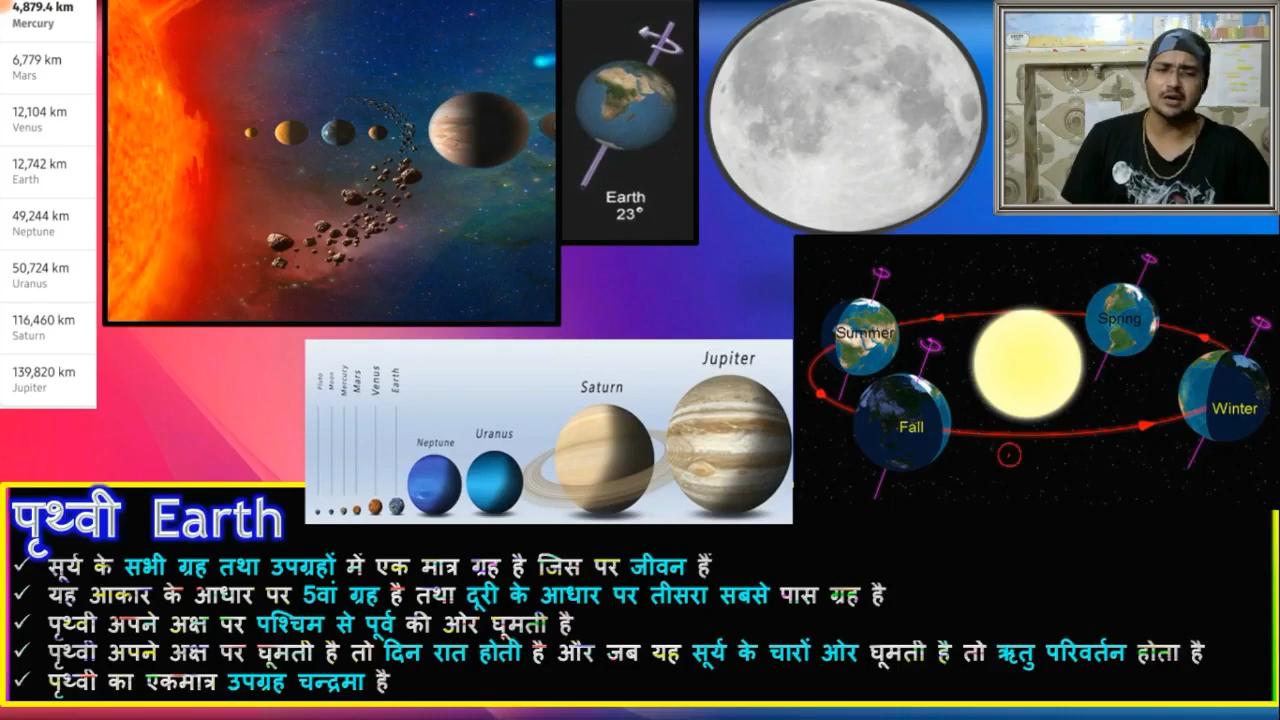 4,879.4 km
Mercury
6,779 km
Mars
12,104 km
Venus
12,742 km
Earth
49,244 km
Neptune
50,724 km
Uranus
116,460 km
Saturn
139,820 km
Jupiter
Earth
23°
Summer
Spring
Fall
Winter
Pluto
Moon
Mercury
Mars
Venus
Earth
Neptune
Uranus
Saturn
Jupiter
पृथ्वी Earth
✓ सूर्य के सभी ग्रह तथा उपग्रहों में एक मात्र ग्रह है जिस पर जीवन हैं
✓ यह आकार के आधार पर 5वां ग्रह है तथा दूरी के आधार पर तीसरा सबसे पास ग्रह है
✓ पृथ्वी अपने अक्ष पर पश्चिम से पूर्व की ओर घूमती है
✓ पृथ्वी अपने अक्ष पर घूमती है तो दिन रात होती है और जब यह सूर्य के चारों ओर घूमती है तो ऋतु परिवर्तन होता है
✓ पृथ्वी का एकमात्र उपग्रह चन्द्रमा है